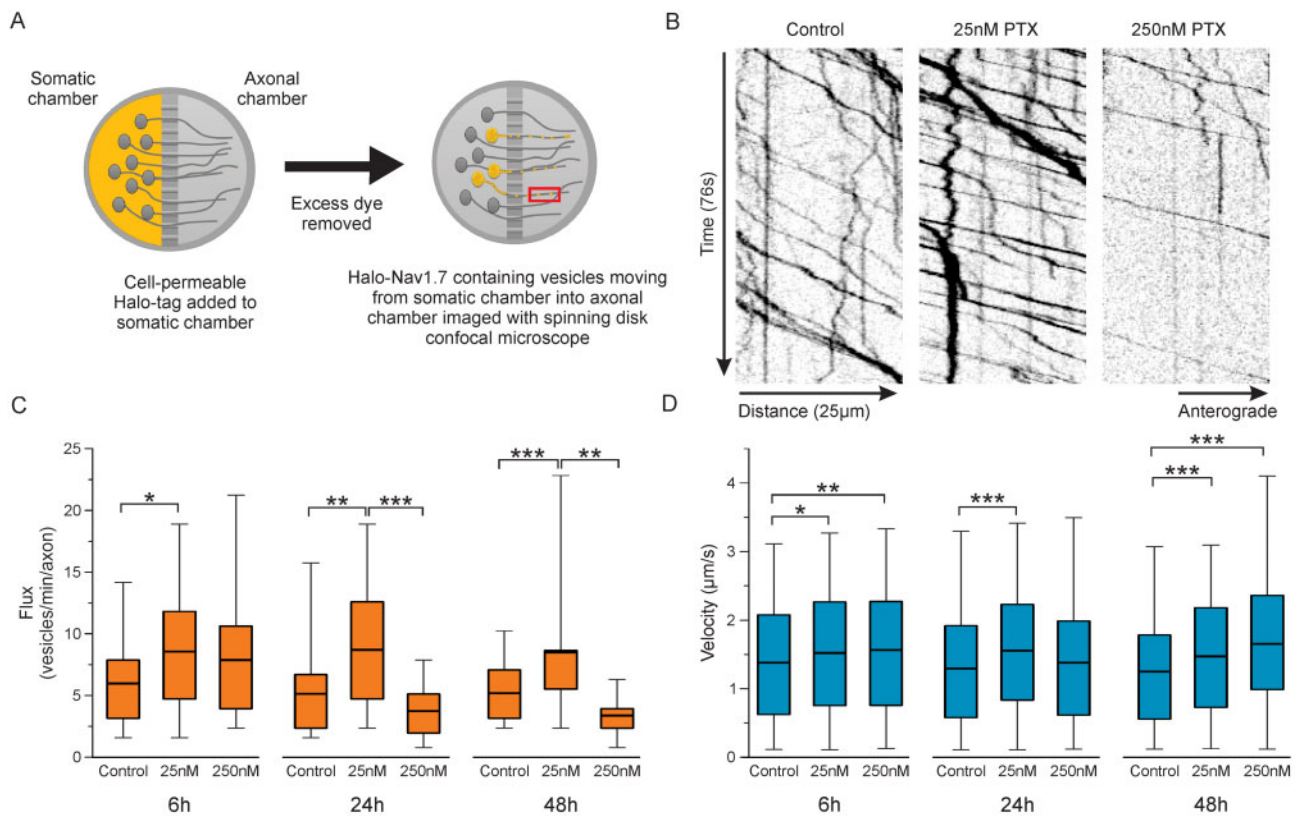 A
Somatic
chamber
Axonal
chamber
Excess dye
removed
Cell-permeable
Halo-tag added to
somatic chamber
Halo-Nav1.7 containing vesicles moving
from somatic chamber into axonal
chamber imaged with spinning disk
confocal microscope
B
Control
25nM PTX
250nM PTX
Time (76s)
Distance (25µm)
Anterograde
C
Flux
(vesicles/min/axon)
25
20
15
10
5
0
*
**
***
***
**
Control
25nM
250nM
Control
25nM
250nM
Control
25nM
250nM
6h
24h
48h
D
Velocity (µm/s)
4
3
2
1
0
**
*
***
***
***
Control
25nM
250nM
Control
25nM
250nM
Control
25nM
250nM
6h
24h
48h